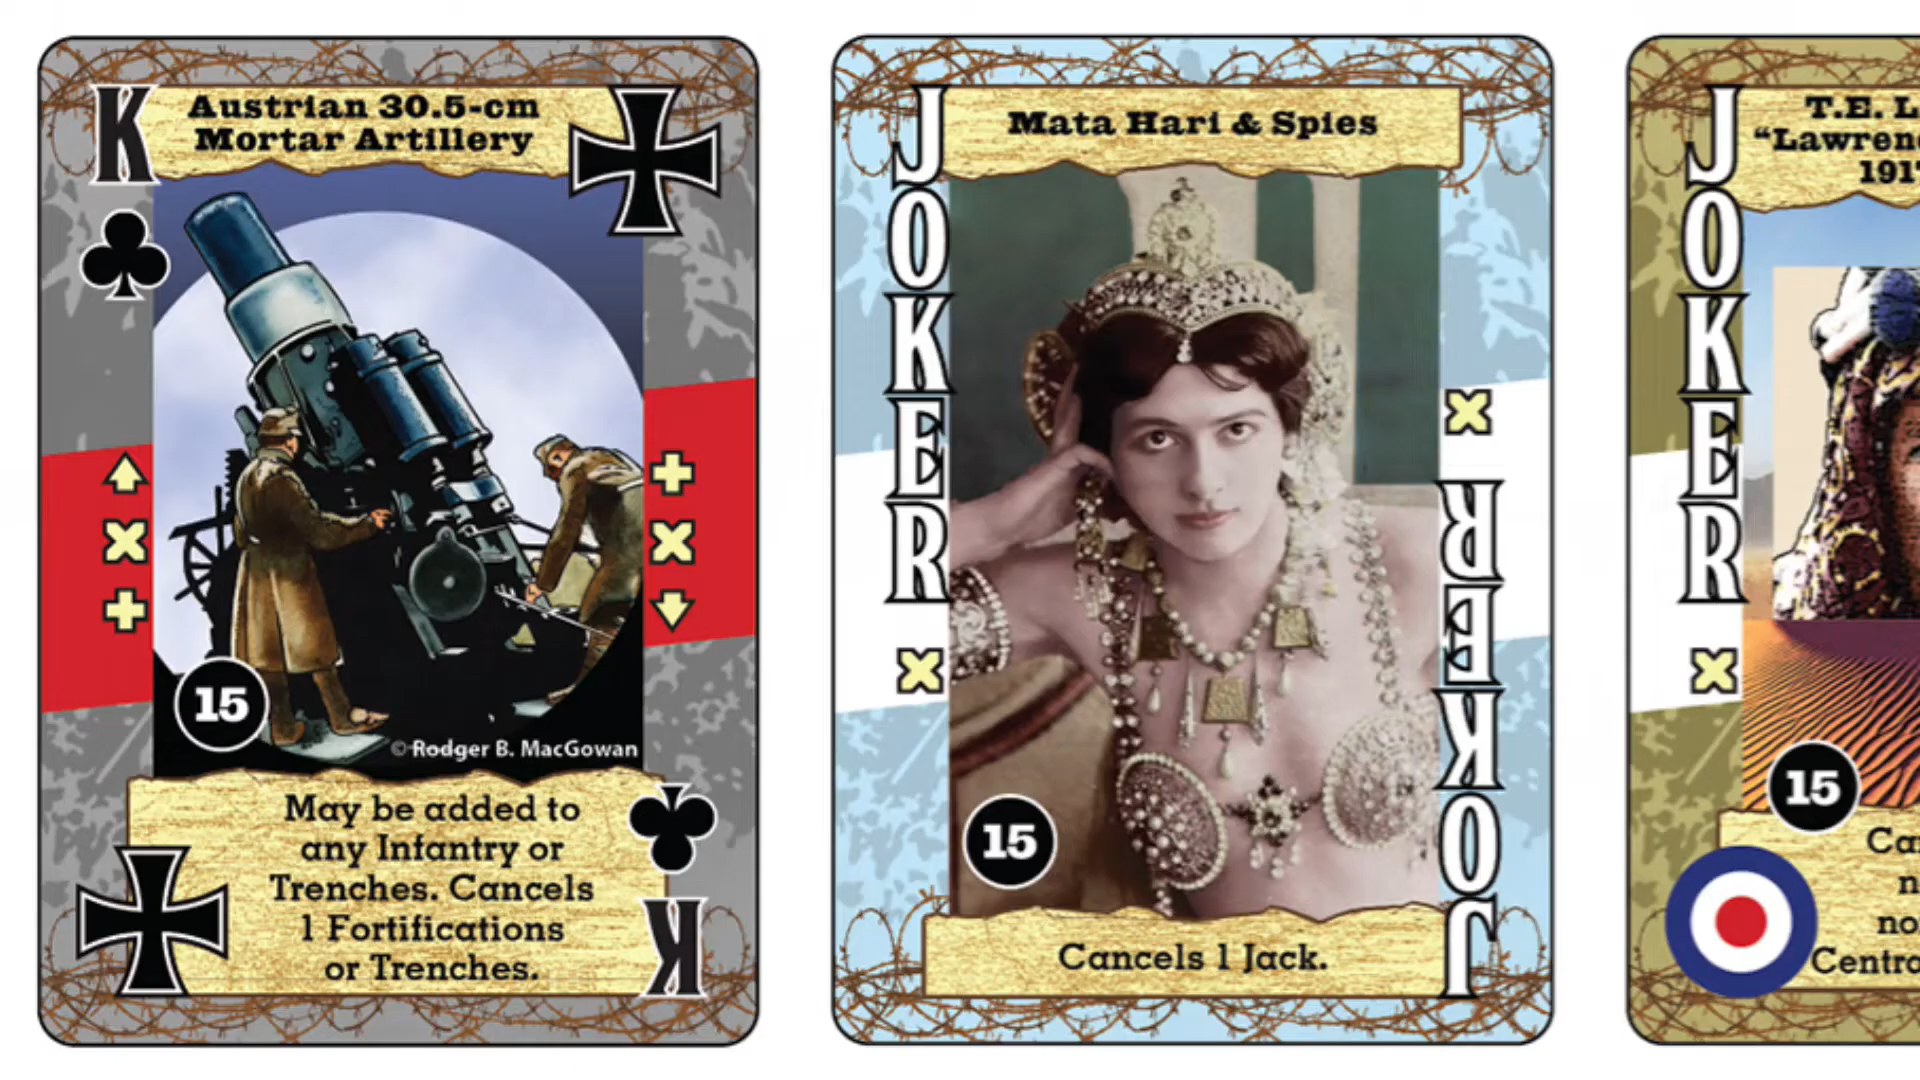 K
Austrian 30.5-cm
Mortar Artillery
15
© Rodger B. MacGowan
May be added to
any Infantry or
Trenches. Cancels
1 Fortifications
or Trenches.
K
JOKER
Mata Hari & Spies
15
Cancels 1 Jack.
JOKER
JOKER
T.E. L
“Lawren
191
15
Ca
n
no
Centra